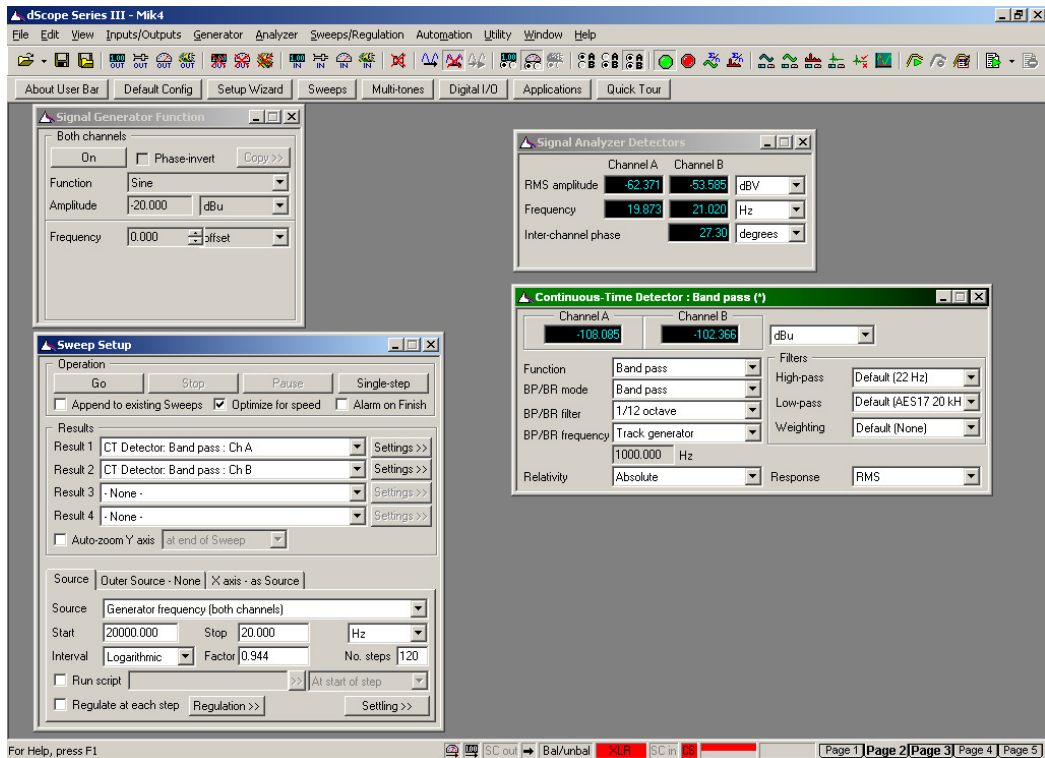 dScope Series III - Mik4
File Edit View Inputs/Outputs Generator Analyzer Sweeps/Regulation Automation Utility Window Help
About User Bar Default Config Setup Wizard Sweeps Multi-tones Digital I/O Applications Quick Tour
Signal Generator Function
Both channels
On Phase-invert Copy >>
Function Sine
Amplitude -20.000 dBu
Frequency 0.000 offset
Signal Analyzer Detectors
Channel A Channel B
RMS amplitude -62.371 -53.585 dBV
Frequency 19.873 21.020 Hz
Inter-channel phase 27.30 degrees
Continuous-Time Detector : Band pass (*)
Channel A Channel B
-108.085 -102.366 dBu
Function Band pass
BP/BR mode Band pass
BP/BR filter 1/12 octave
BP/BR frequency Track generator
1000.000 Hz
Relativity Absolute
Filters
High-pass Default (22 Hz)
Low-pass Default (AES17 20 kH
Weighting Default (None)
Response RMS
Sweep Setup
Operation
Go Stop Pause Single-step
Append to existing Sweeps Optimize for speed Alarm on Finish
Results
Result 1 CT Detector: Band pass : Ch A Settings >>
Result 2 CT Detector: Band pass : Ch B Settings >>
Result 3 - None - Settings >>
Result 4 - None - Settings >>
Auto-zoom Y axis at end of Sweep
Source Outer Source - None X axis - as Source
Source Generator frequency (both channels)
Start 20000.000 Stop 20.000 Hz
Interval Logarithmic Factor 0.944 No. steps 120
Run script >> At start of step
Regulate at each step Regulation >> Settling >>
For Help, press F1 SC out Bal/unbal XLR SC in CS Page 1 Page 2 Page 3 Page 4 Page 5